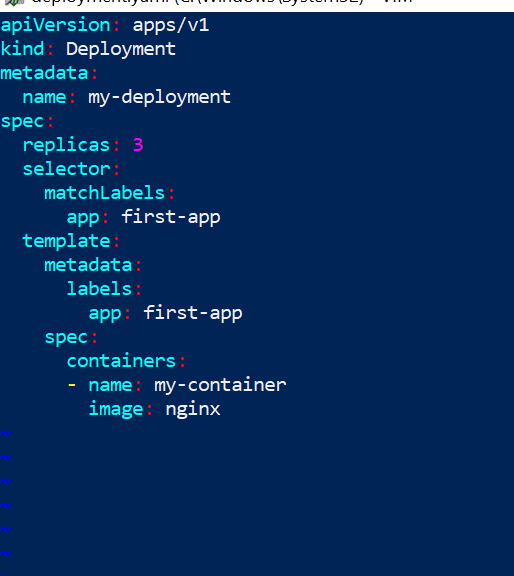 apiVersion: apps/v1
kind: Deployment
metadata:
  name: my-deployment
spec:
  replicas: 3
  selector:
    matchLabels:
      app: first-app
  template:
    metadata:
      labels:
        app: first-app
    spec:
      containers:
      - name: my-container
        image: nginx
~
~
~
~
~
~